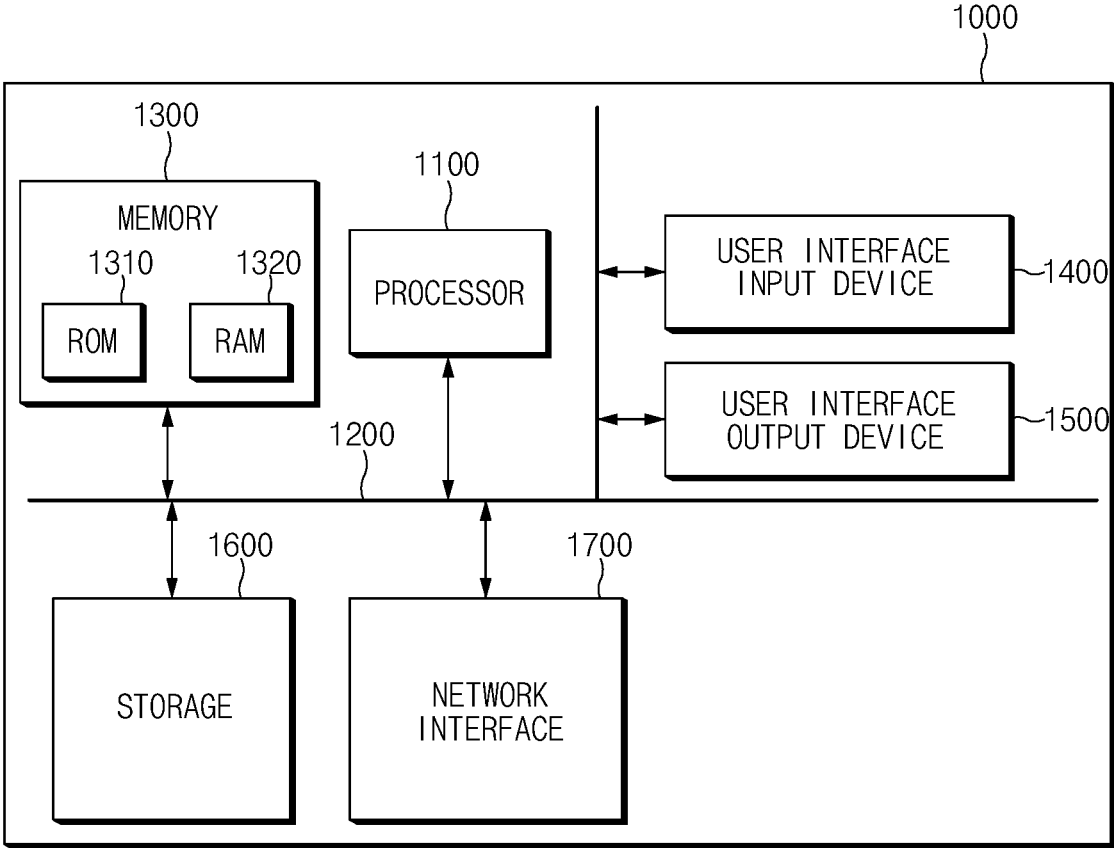 1000
1300
MEMORY
1310
1320
ROM
RAM
1100
PROCESSOR
USER INTERFACE
INPUT DEVICE
1400
USER INTERFACE
OUTPUT DEVICE
1500
1200
1600
STORAGE
1700
NETWORK
INTERFACE